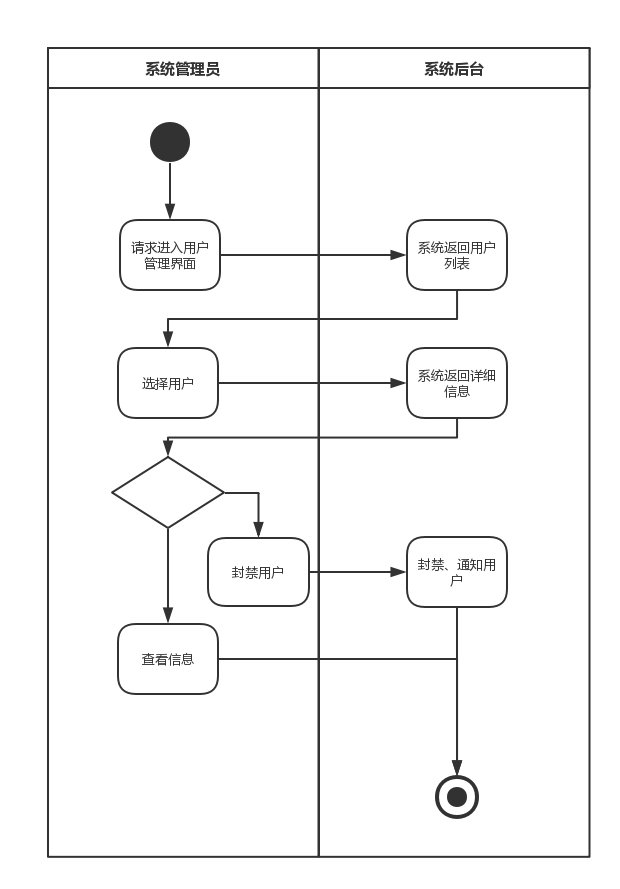 系统管理员
系统后台
请求进入用户
管理界面
系统返回用户
列表
选择用户
系统返回详细
信息
封禁用户
封禁、通知用
户
查看信息